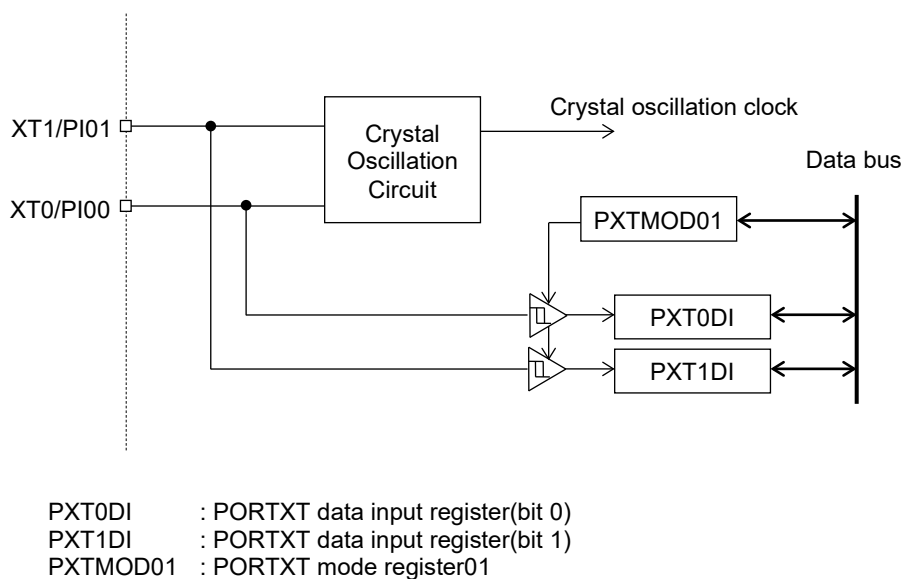 XT1/PI01
XT0/PI00
Crystal
Oscillation
Circuit
Crystal oscillation clock
Data bus
PXTMOD01
PXT0DI
PXT1DI
PXT0DI : PORTXT data input register(bit 0)
PXT1DI : PORTXT data input register(bit 1)
PXTMOD01 : PORTXT mode register01